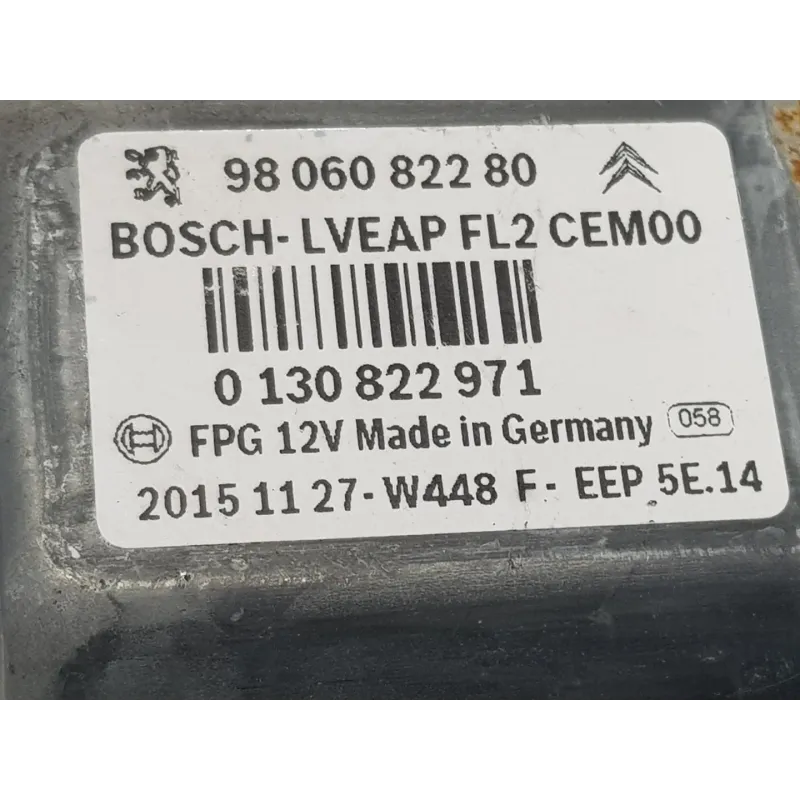 98 060 822 80
BOSCH- LVEAP FL2 CEM00
0 130 822 971
FPG 12V Made in Germany 058
2015 11 27- W448 F- EEP 5E.14